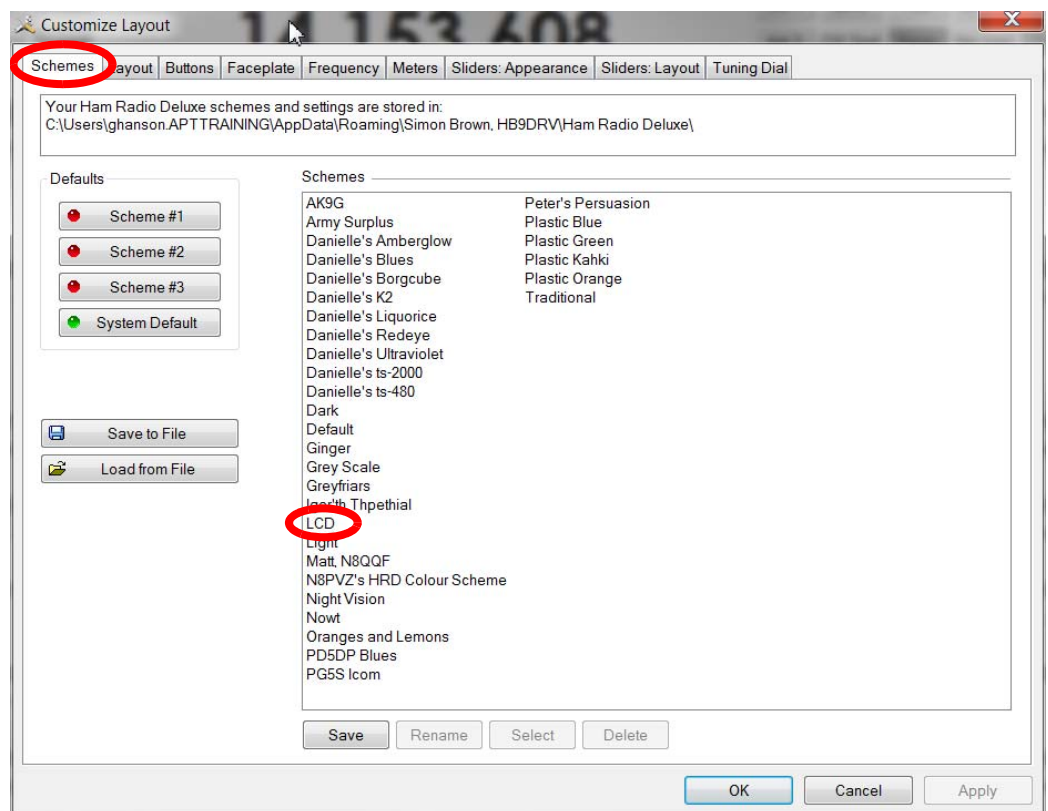 Customize Layout
14 153 608
Schemes Layout Buttons Faceplate Frequency Meters Sliders: Appearance Sliders: Layout Tuning Dial
Your Ham Radio Deluxe schemes and settings are stored in:
C:\Users\ghanson.APTTRAINING\AppData\Roaming\Simon Brown, HB9DRV\Ham Radio Deluxe\
Defaults
Scheme #1
Scheme #2
Scheme #3
System Default
Save to File
Load from File
Schemes
AK9G
Army Surplus
Danielle's Amberglow
Danielle's Blues
Danielle's Borgcube
Danielle's K2
Danielle's Liquorice
Danielle's Redeye
Danielle's Ultraviolet
Danielle's ts-2000
Danielle's ts-480
Dark
Default
Ginger
Grey Scale
Greyfriars
Igor'th Thpethial
LCD
Light
Matt, N8QQF
N8PVZ's HRD Colour Scheme
Night Vision
Nowt
Oranges and Lemons
PD5DP Blues
PG5S Icom
Peter's Persuasion
Plastic Blue
Plastic Green
Plastic Kahki
Plastic Orange
Traditional
Save Rename Select Delete
OK Cancel Apply